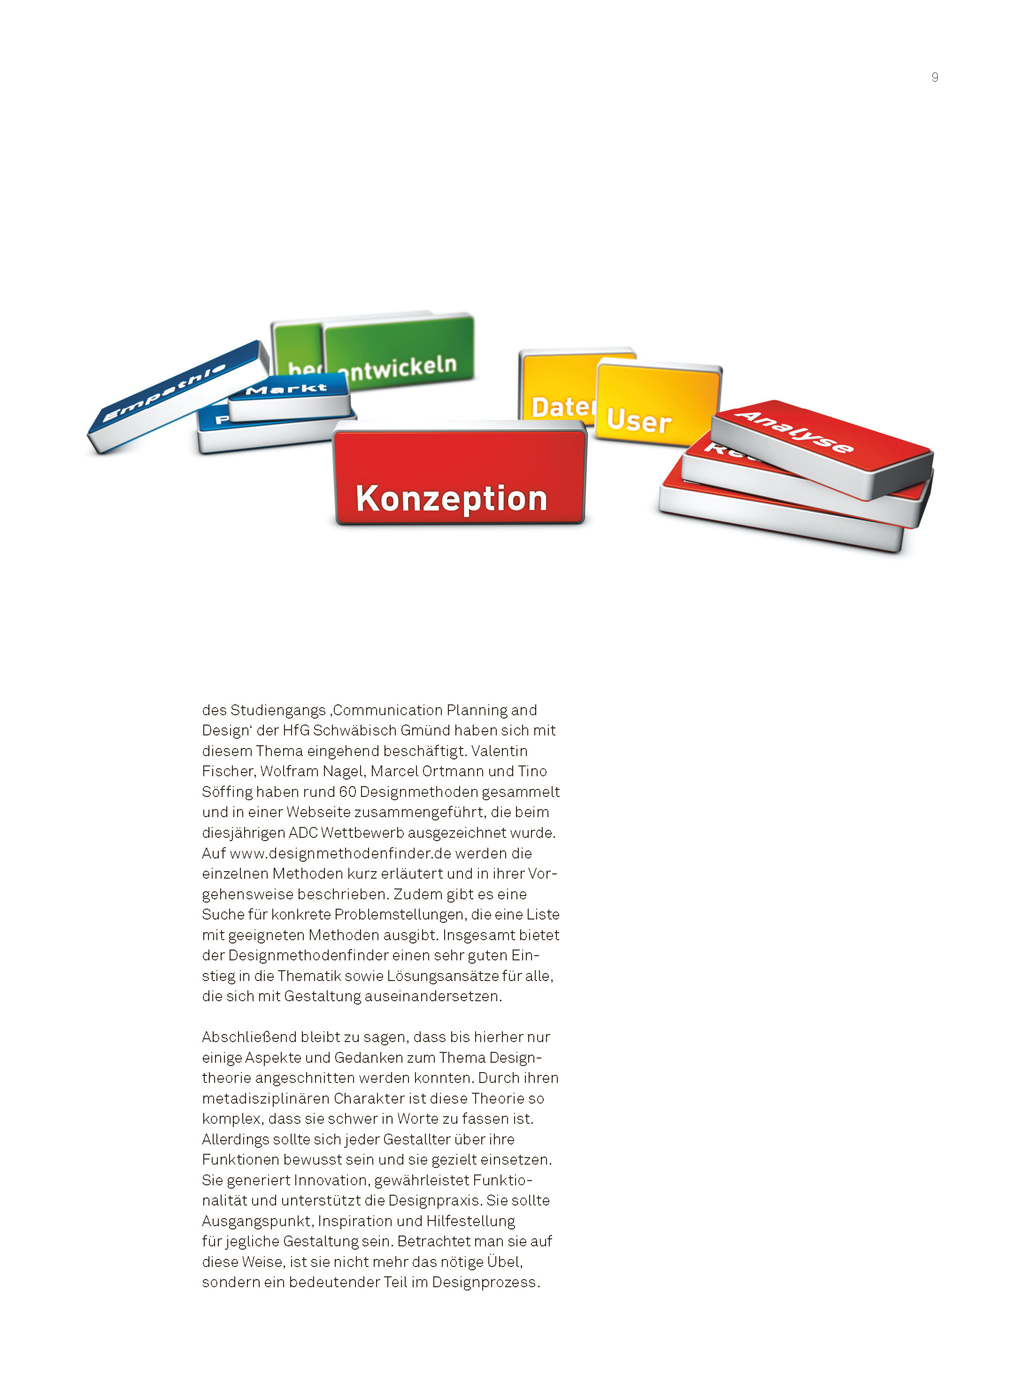 9
entwickeln
Empathie
Markt
User
Analyse
Konzeption
des Studiengangs ‚Communication Planning and
Design‘ der HfG Schwäbisch Gmünd haben sich mit
diesem Thema eingehend beschäftigt. Valentin
Fischer, Wolfram Nagel, Marcel Ortmann und Tino
Söffing haben rund 60 Designmethoden gesammelt
und in einer Webseite zusammengeführt, die beim
diesjährigen ADC Wettbewerb ausgezeichnet wurde.
Auf www.designmethodenfinder.de werden die
einzelnen Methoden kurz erläutert und in ihrer Vor-
gehensweise beschrieben. Zudem gibt es eine
Suche für konkrete Problemstellungen, die eine Liste
mit geeigneten Methoden ausgibt. Insgesamt bietet
der Designmethodenfinder einen sehr guten Ein-
stieg in die Thematik sowie Lösungsansätze für alle,
die sich mit Gestaltung auseinandersetzen.
Abschließend bleibt zu sagen, dass bis hierher nur
einige Aspekte und Gedanken zum Thema Design-
theorie angeschnitten werden konnten. Durch ihren
metadisziplinären Charakter ist diese Theorie so
komplex, dass sie schwer in Worte zu fassen ist.
Allerdings sollte sich jeder Gestallter über ihre
Funktionen bewusst sein und sie gezielt einsetzen.
Sie generiert Innovation, gewährleistet Funktio-
nalität und unterstützt die Designpraxis. Sie sollte
Ausgangspunkt, Inspiration und Hilfestellung
für jegliche Gestaltung sein. Betrachtet man sie auf
diese Weise, ist sie nicht mehr das nötige Übel,
sondern ein bedeutender Teil im Designprozess.